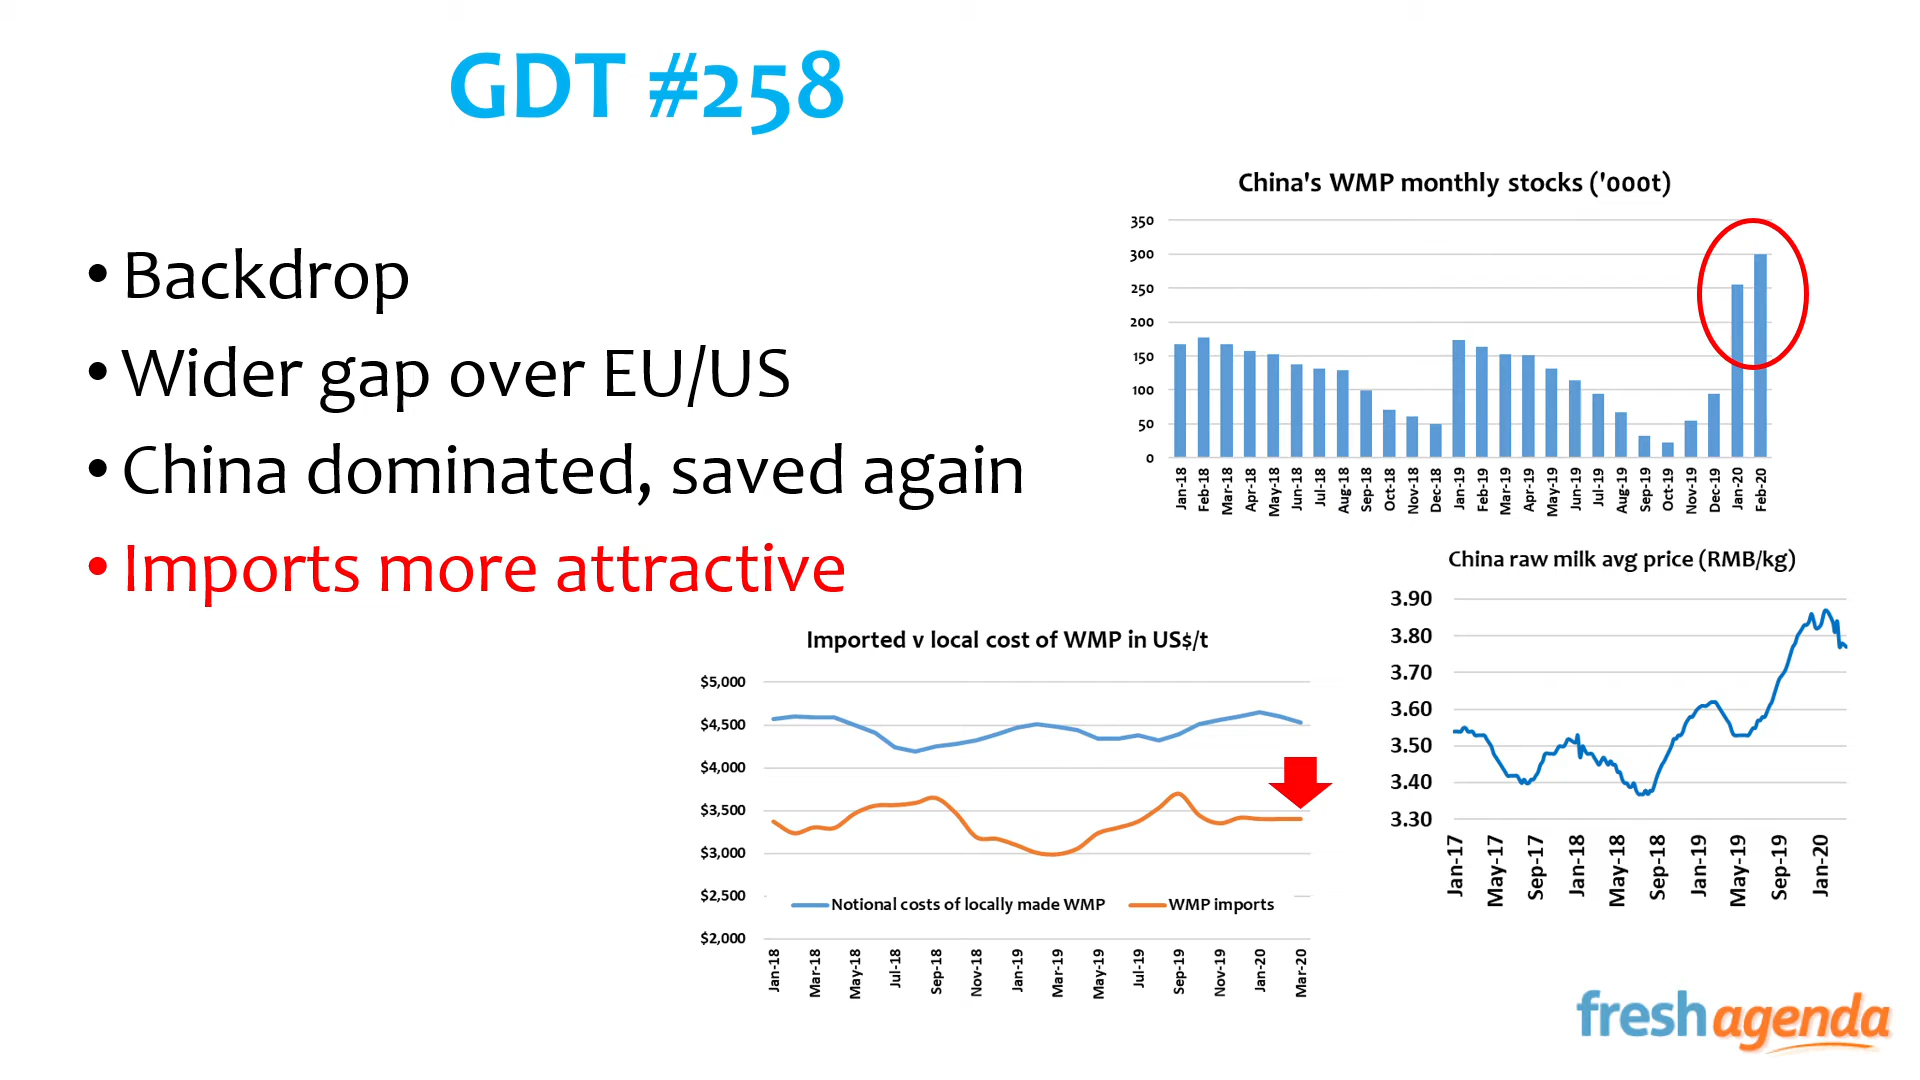 GDT #258
• Backdrop
• Wider gap over EU/US
• China dominated, saved again
• Imports more attractive
China's WMP monthly stocks ('000t)
350
300
250
200
150
100
50
0
Jan-18 Feb-18 Mar-18 Apr-18 May-18 Jun-18 Jul-18 Aug-18 Sep-18 Oct-18 Nov-18 Dec-18 Jan-19 Feb-19 Mar-19 Apr-19 May-19 Jun-19 Jul-19 Aug-19 Sep-19 Oct-19 Nov-19 Dec-19 Jan-20 Feb-20
Imported v local cost of WMP in US$/t
$5,000
$4,500
$4,000
$3,500
$3,000
$2,500
$2,000
Notional costs of locally made WMP WMP imports
Jan-18 Mar-18 May-18 Jul-18 Sep-18 Nov-18 Jan-19 Mar-19 May-19 Jul-19 Sep-19 Nov-19 Jan-20 Mar-20
China raw milk avg price (RMB/kg)
3.90
3.80
3.70
3.60
3.50
3.40
3.30
Jan-17 May-17 Sep-17 Jan-18 May-18 Sep-18 Jan-19 May-19 Sep-19 Jan-20
fresh agenda